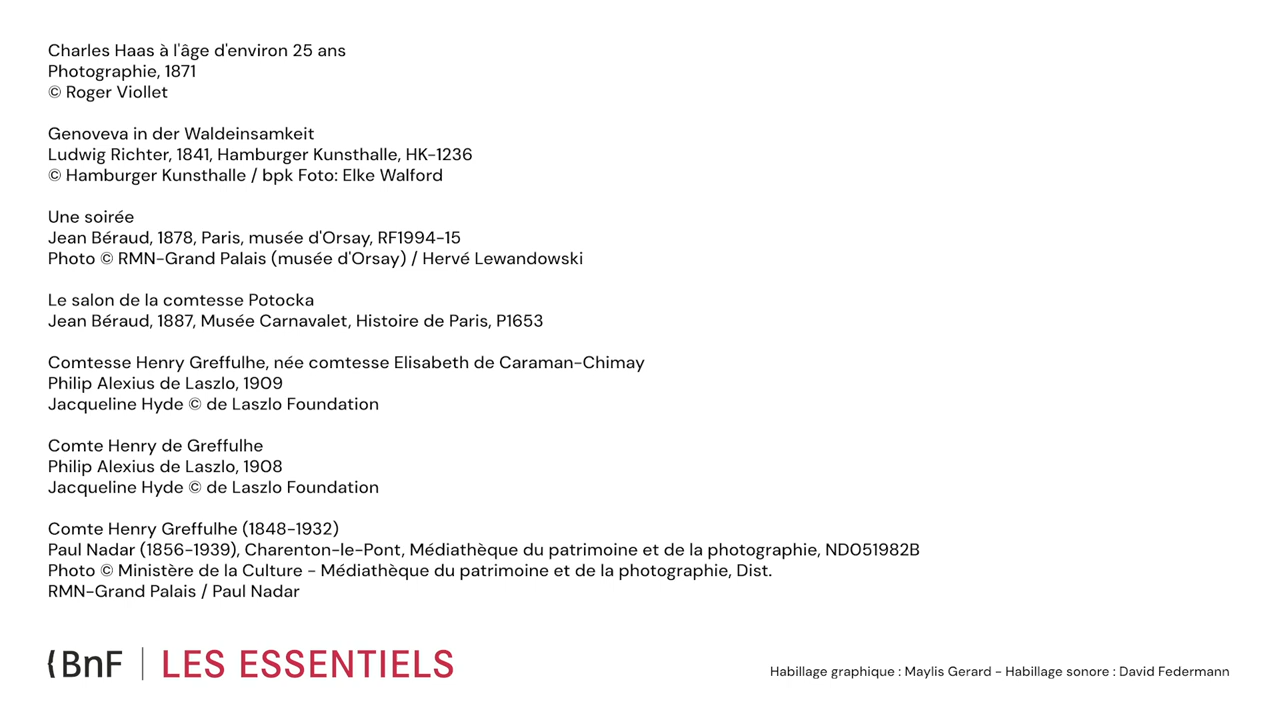 Charles Haas à l'âge d'environ 25 ans
Photographie, 1871
© Roger Viollet
Genoveva in der Waldeinsamkeit
Ludwig Richter, 1841, Hamburger Kunsthalle, HK-1236
© Hamburger Kunsthalle / bpk Foto: Elke Walford
Une soirée
Jean Béraud, 1878, Paris, musée d'Orsay, RF1994-15
Photo © RMN-Grand Palais (musée d'Orsay) / Hervé Lewandowski
Le salon de la comtesse Potocka
Jean Béraud, 1887, Musée Carnavalet, Histoire de Paris, P1653
Comtesse Henry Greffulhe, née comtesse Elisabeth de Caraman-Chimay
Philip Alexius de Laszlo, 1909
Jacqueline Hyde © de Laszlo Foundation
Comte Henry de Greffulhe
Philip Alexius de Laszlo, 1908
Jacqueline Hyde © de Laszlo Foundation
Comte Henry Greffulhe (1848-1932)
Paul Nadar (1856-1939), Charenton-le-Pont, Médiathèque du patrimoine et de la photographie, ND051982B
Photo © Ministère de la Culture - Médiathèque du patrimoine et de la photographie, Dist.
RMN-Grand Palais / Paul Nadar
{BnF | LES ESSENTIELS
Habillage graphique : Maylis Gerard - Habillage sonore : David Federmann